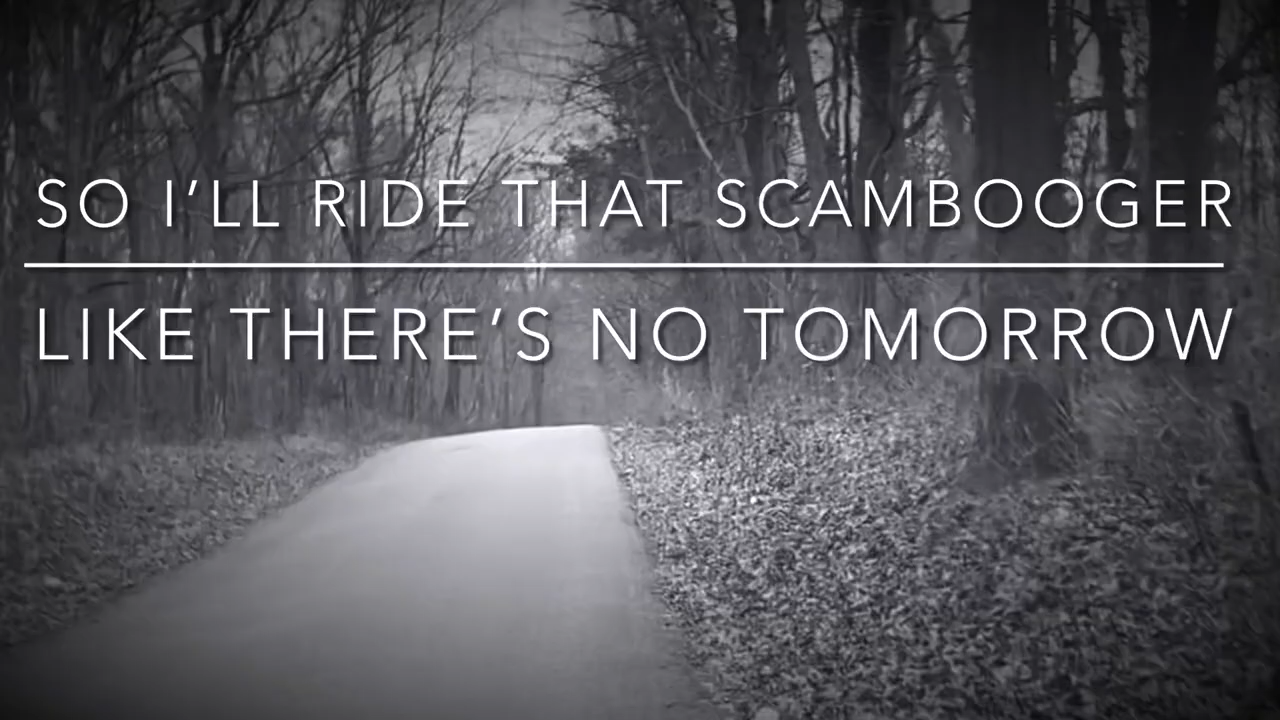 SO I’LL RIDE THAT SCAMBOOGER
LIKE THERE’S NO TOMORROW